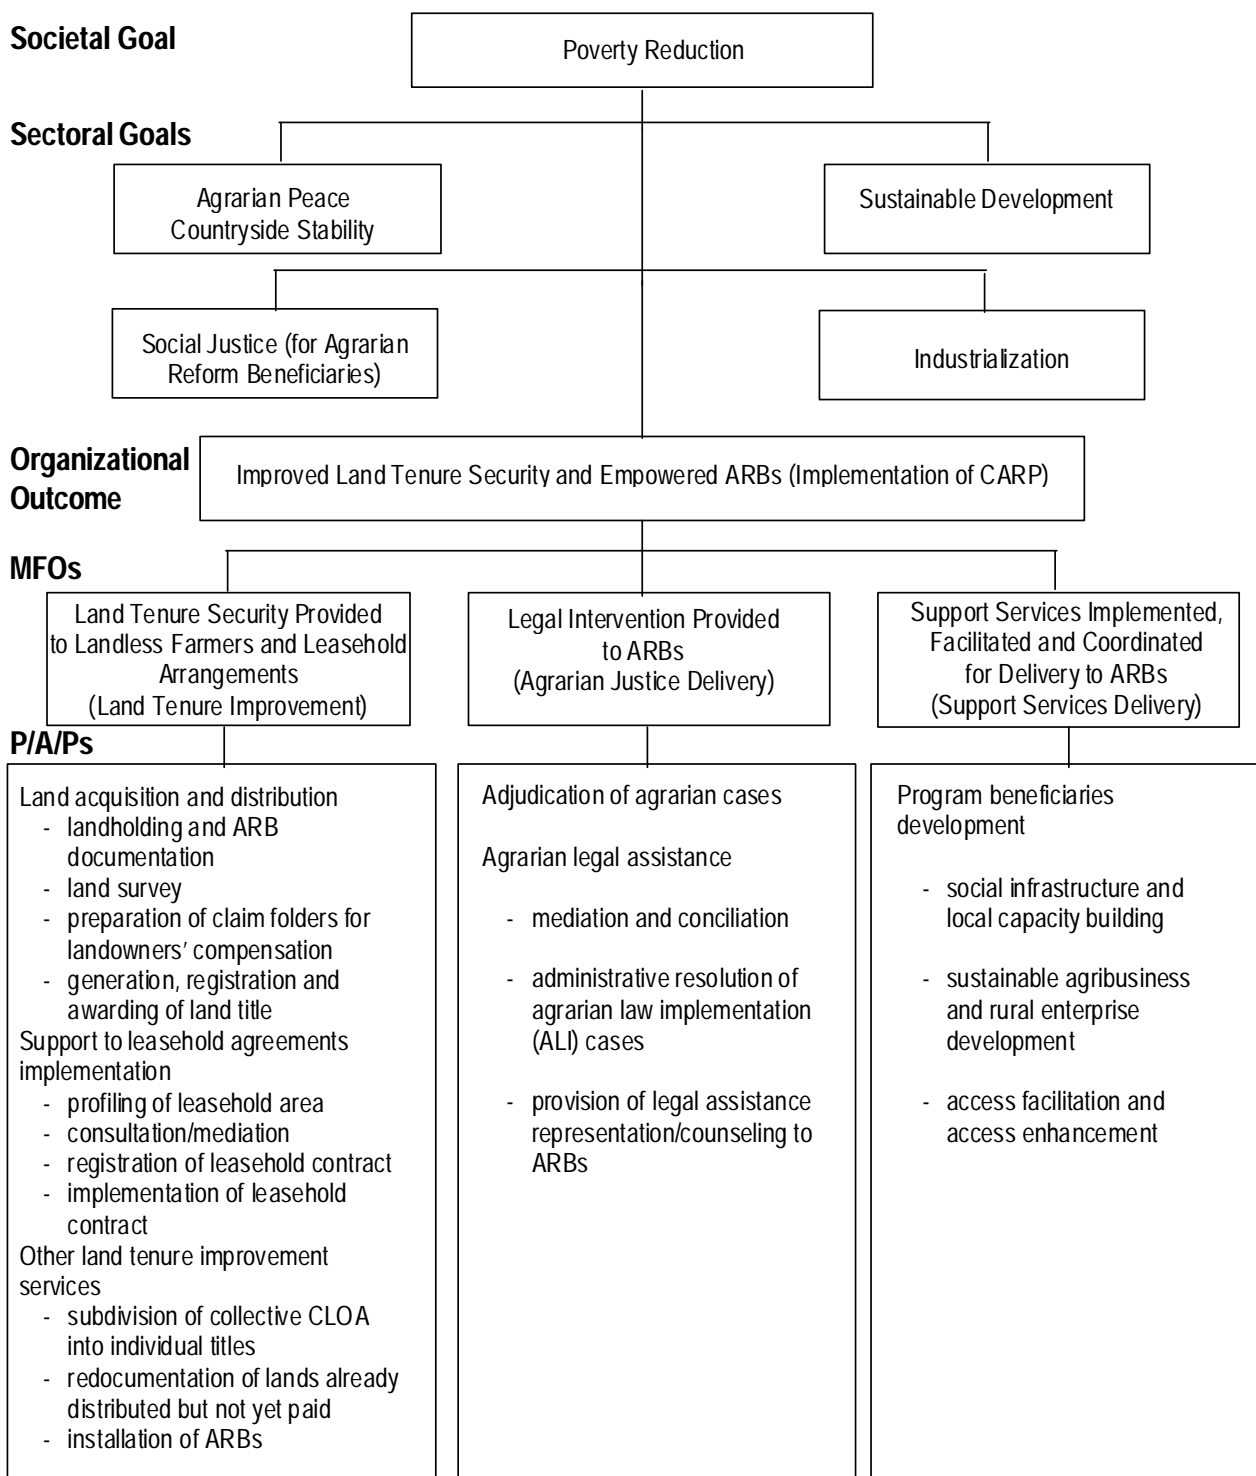 Societal Goal
Poverty Reduction
Sectoral Goals
Agrarian Peace
Countryside Stability
Sustainable Development
Social Justice (for Agrarian
Reform Beneficiaries)
Industrialization
Organizational
Outcome
Improved Land Tenure Security and Empowered ARBs (Implementation of CARP)
MFOs
Land Tenure Security Provided
to Landless Farmers and Leasehold
Arrangements
(Land Tenure Improvement)
Legal Intervention Provided
to ARBs
(Agrarian Justice Delivery)
Support Services Implemented,
Facilitated and Coordinated
for Delivery to ARBs
(Support Services Delivery)
P/A/Ps
Land acquisition and distribution
- landholding and ARB
documentation
- land survey
- preparation of claim folders for
landowners’ compensation
- generation, registration and
awarding of land title
Support to leasehold agreements
implementation
- profiling of leasehold area
- consultation/mediation
- registration of leasehold contract
- implementation of leasehold
contract
Other land tenure improvement
services
- subdivision of collective CLOA
into individual titles
- redocumentation of lands already
distributed but not yet paid
- installation of ARBs
Adjudication of agrarian cases
Agrarian legal assistance
- mediation and conciliation
- administrative resolution of
agrarian law implementation
(ALI) cases
- provision of legal assistance
representation/counseling to
ARBs
Program beneficiaries
development
- social infrastructure and
local capacity building
- sustainable agribusiness
and rural enterprise
development
- access facilitation and
access enhancement